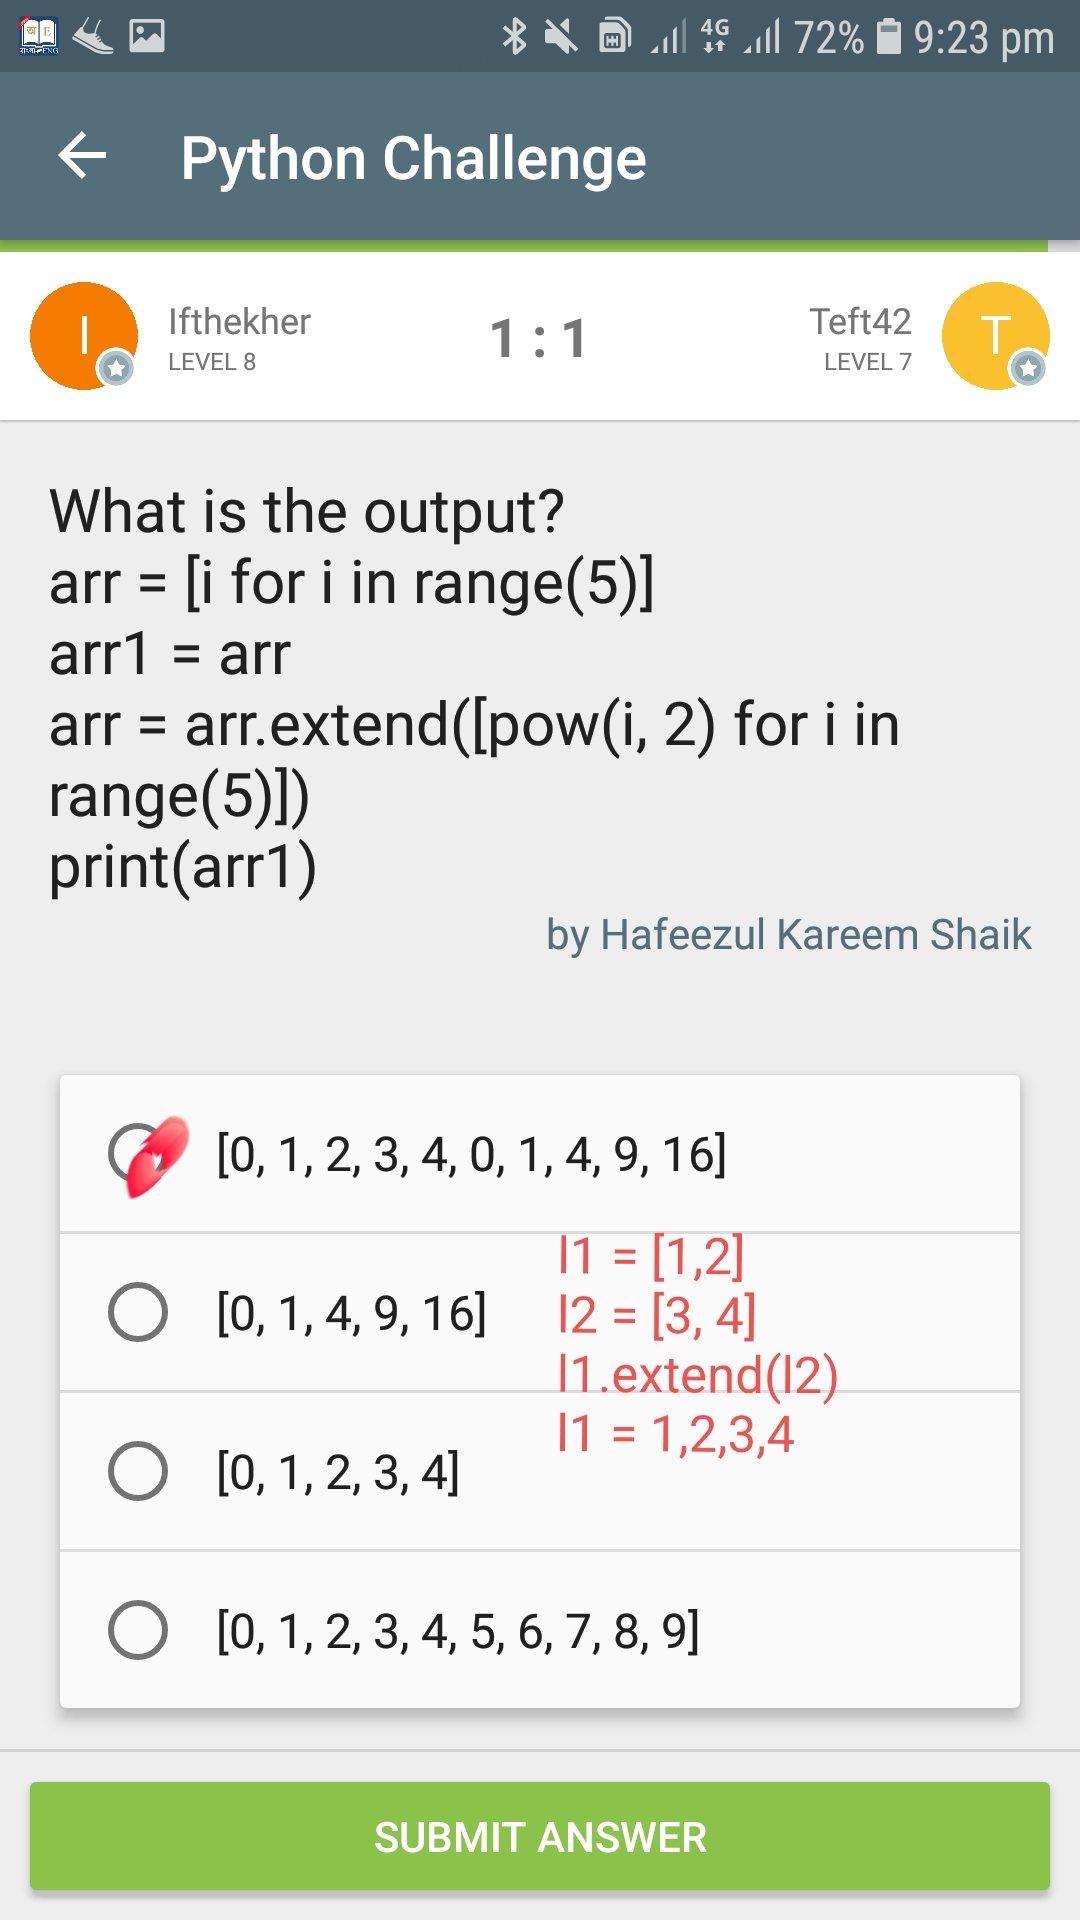 4G 72% 9:23 pm
Python Challenge
I
Ifthekher
LEVEL 8
1 : 1
Teft42
LEVEL 7
T
What is the output?
arr = [i for i in range(5)]
arr1 = arr
arr = arr.extend([pow(i, 2) for i in
range(5)])
print(arr1)
by Hafeezul Kareem Shaik
[0, 1, 2, 3, 4, 0, 1, 4, 9, 16]
[0, 1, 4, 9, 16]
[0, 1, 2, 3, 4]
[0, 1, 2, 3, 4, 5, 6, 7, 8, 9]
l1 = [1,2]
l2 = [3, 4]
l1.extend(l2)
l1 = 1,2,3,4
SUBMIT ANSWER